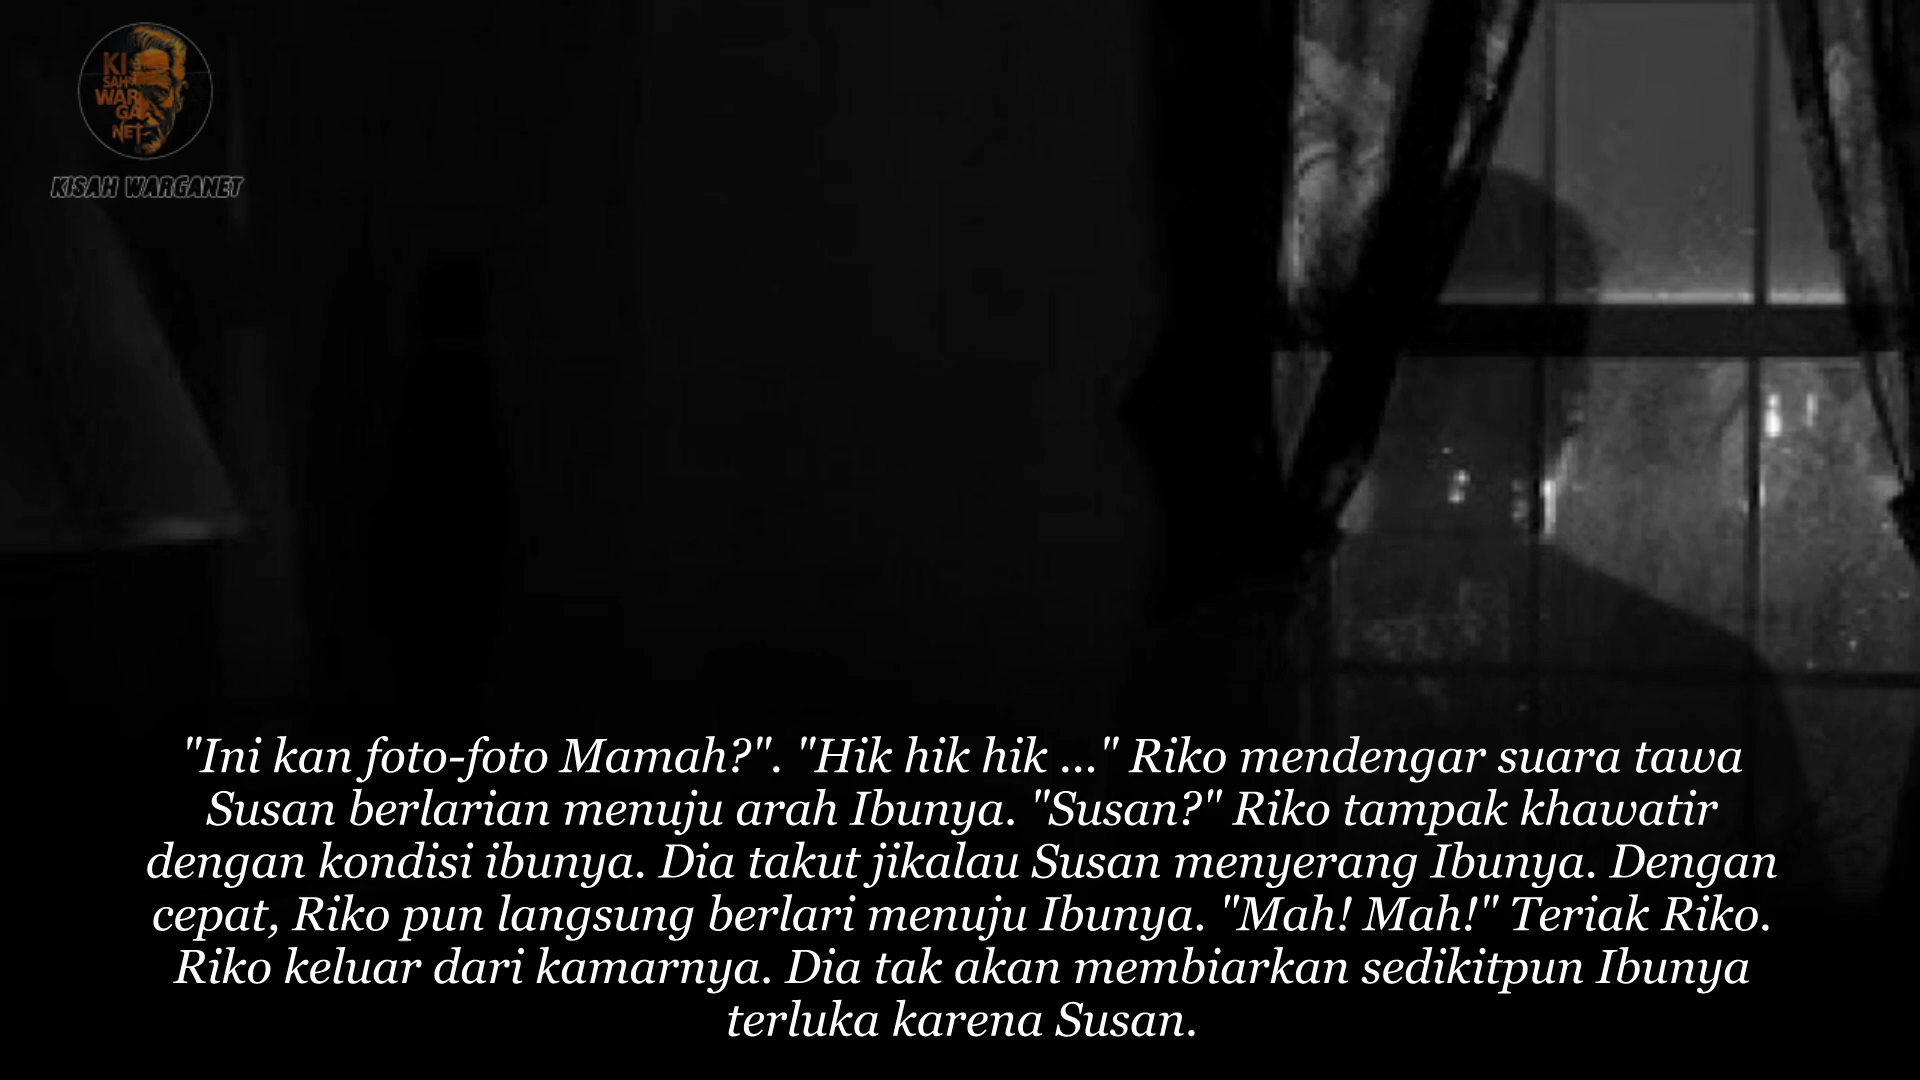 KI
SAH
WAR
GA
NET
KISAH WARGANET
"Ini kan foto-foto Mamah?". "Hik hik hik ..." Riko mendengar suara tawa
Susan berlarian menuju arah Ibunya. "Susan?" Riko tampak khawatir
dengan kondisi ibunya. Dia takut jikalau Susan menyerang Ibunya. Dengan
cepat, Riko pun langsung berlari menuju Ibunya. "Mah! Mah!" Teriak Riko.
Riko keluar dari kamarnya. Dia tak akan membiarkan sedikitpun Ibunya
terluka karena Susan.